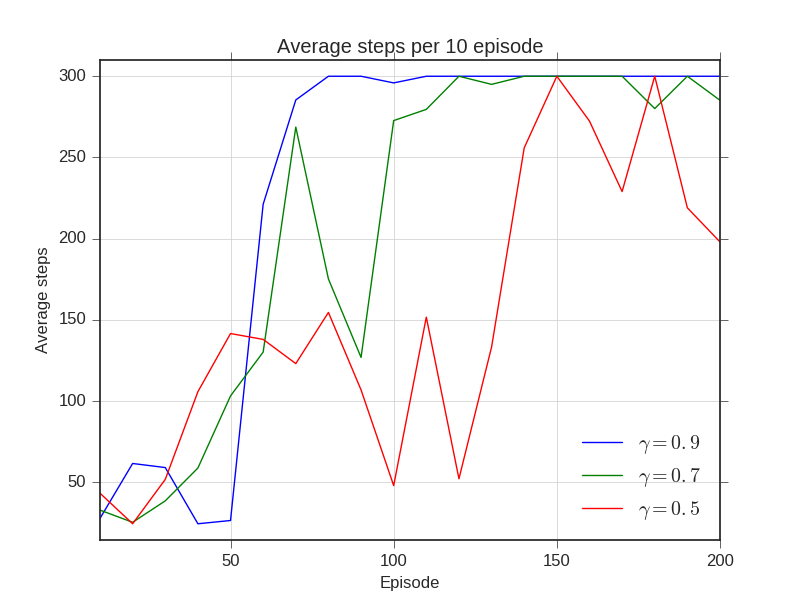 Average steps per 10 episode
300
250
200
150
100
50
Average steps
50
100
150
200
Episode
γ = 0.9
γ = 0.7
γ = 0.5